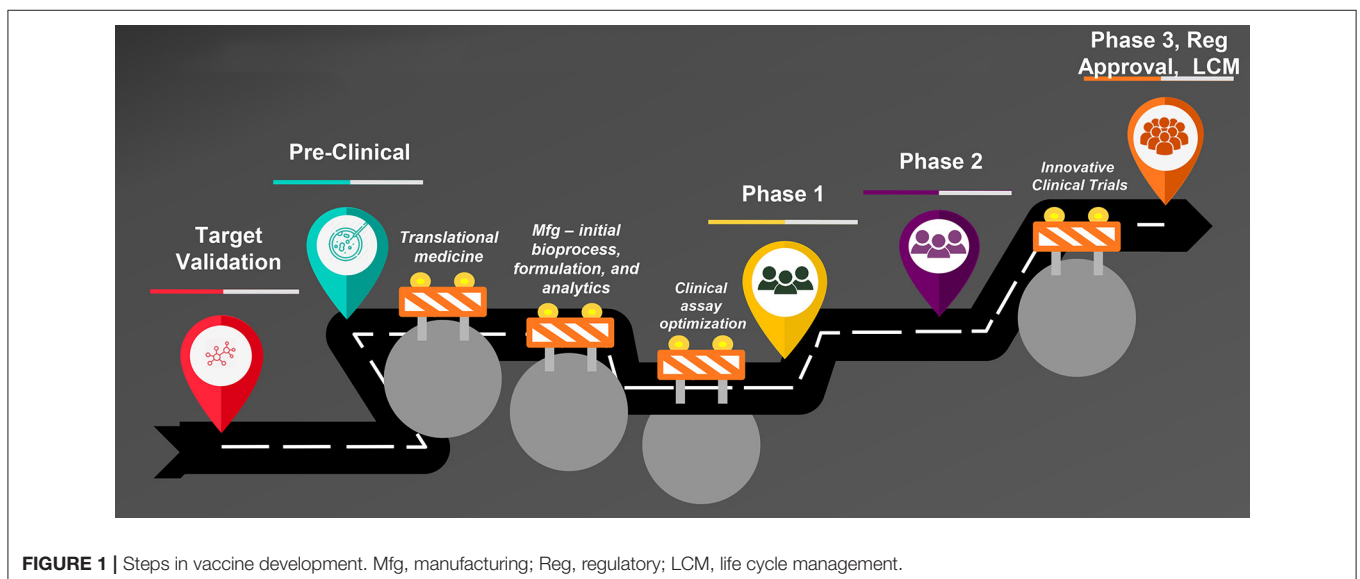 Target
Validation
Pre-Clinical
Translational
medicine
Mfg – initial
bioprocess,
formulation, and
analytics
Clinical
assay
optimization
Phase 1
Phase 2
Innovative
Clinical Trials
Phase 3, Reg
Approval, LCM
FIGURE 1 | Steps in vaccine development. Mfg, manufacturing; Reg, regulatory; LCM, life cycle management.